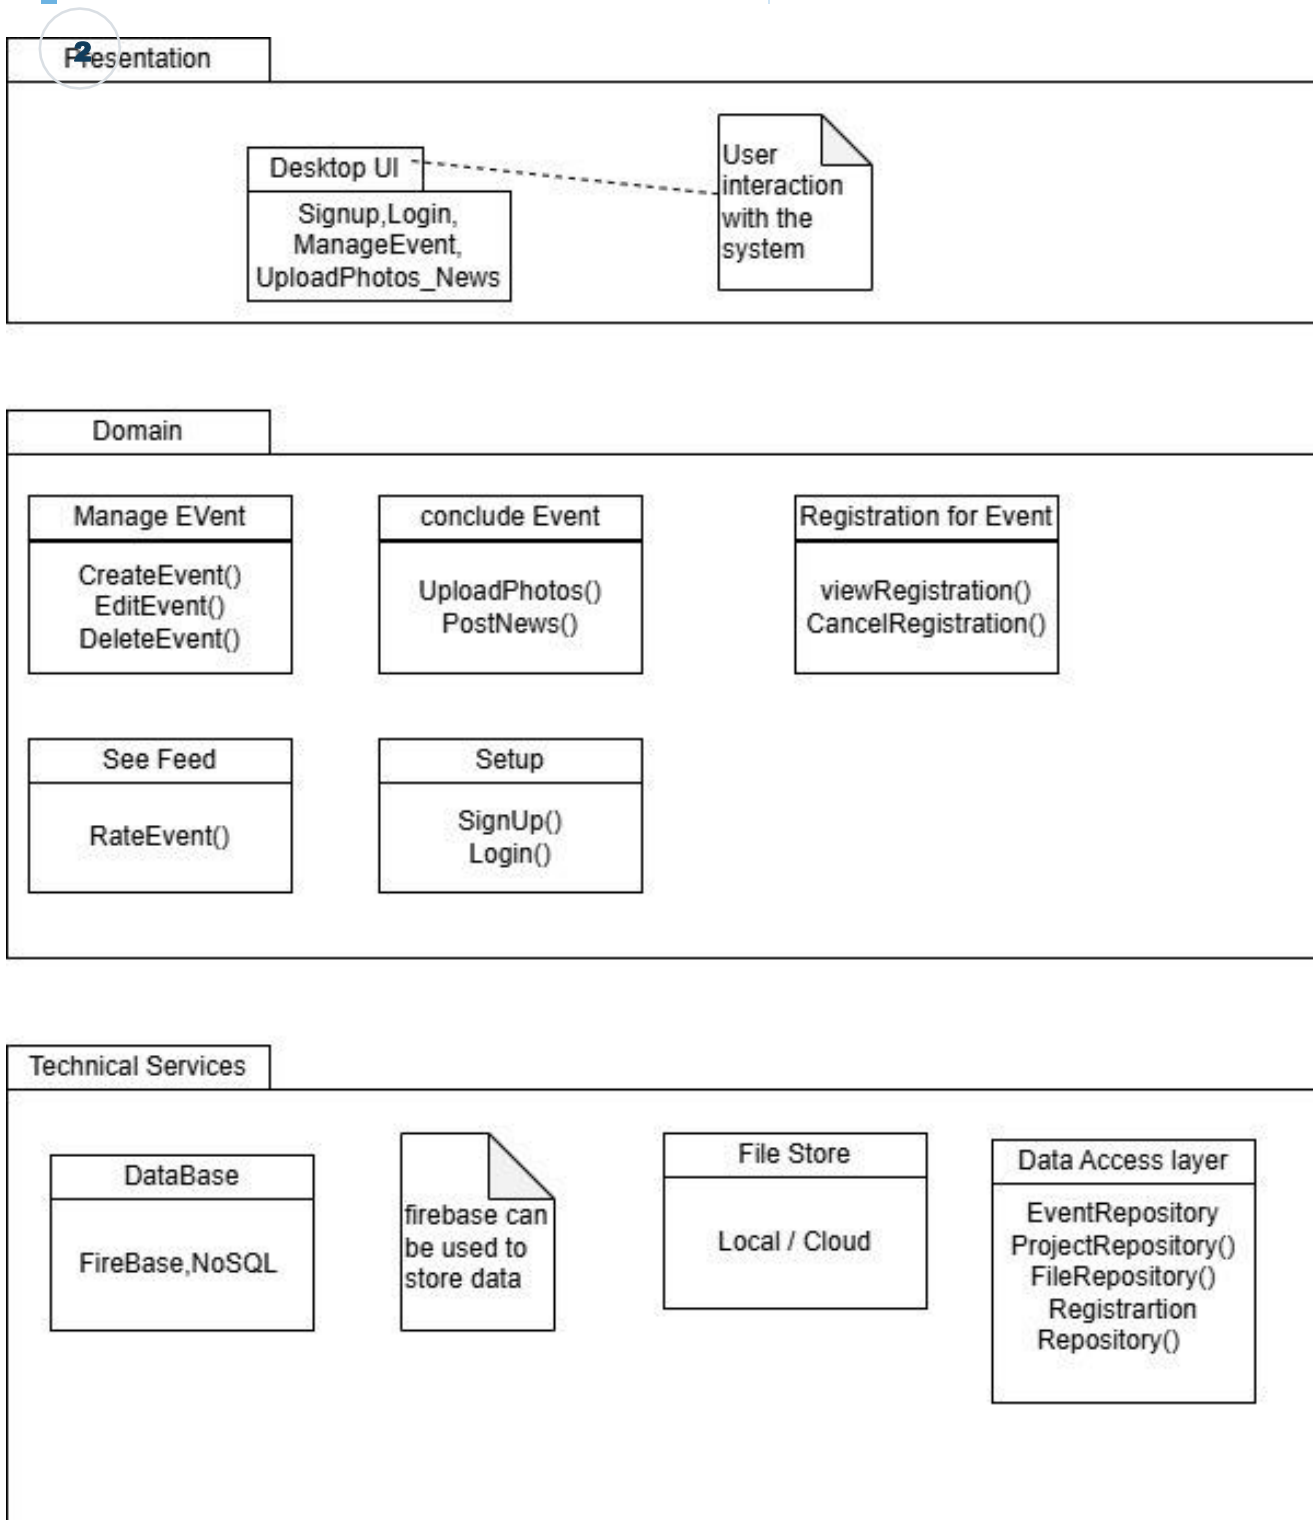 2
Presentation
Desktop UI
Signup,Login,
ManageEvent,
UploadPhotos_News
User
interaction
with the
system
Domain
Manage EVent
CreateEvent()
EditEvent()
DeleteEvent()
conclude Event
UploadPhotos()
PostNews()
Registration for Event
viewRegistration()
CancelRegistration()
See Feed
RateEvent()
Setup
SignUp()
Login()
Technical Services
DataBase
FireBase,NoSQL
firebase can
be used to
store data
File Store
Local / Cloud
Data Access layer
EventRepository
ProjectRepository()
FileRepository()
Registrartion
Repository()